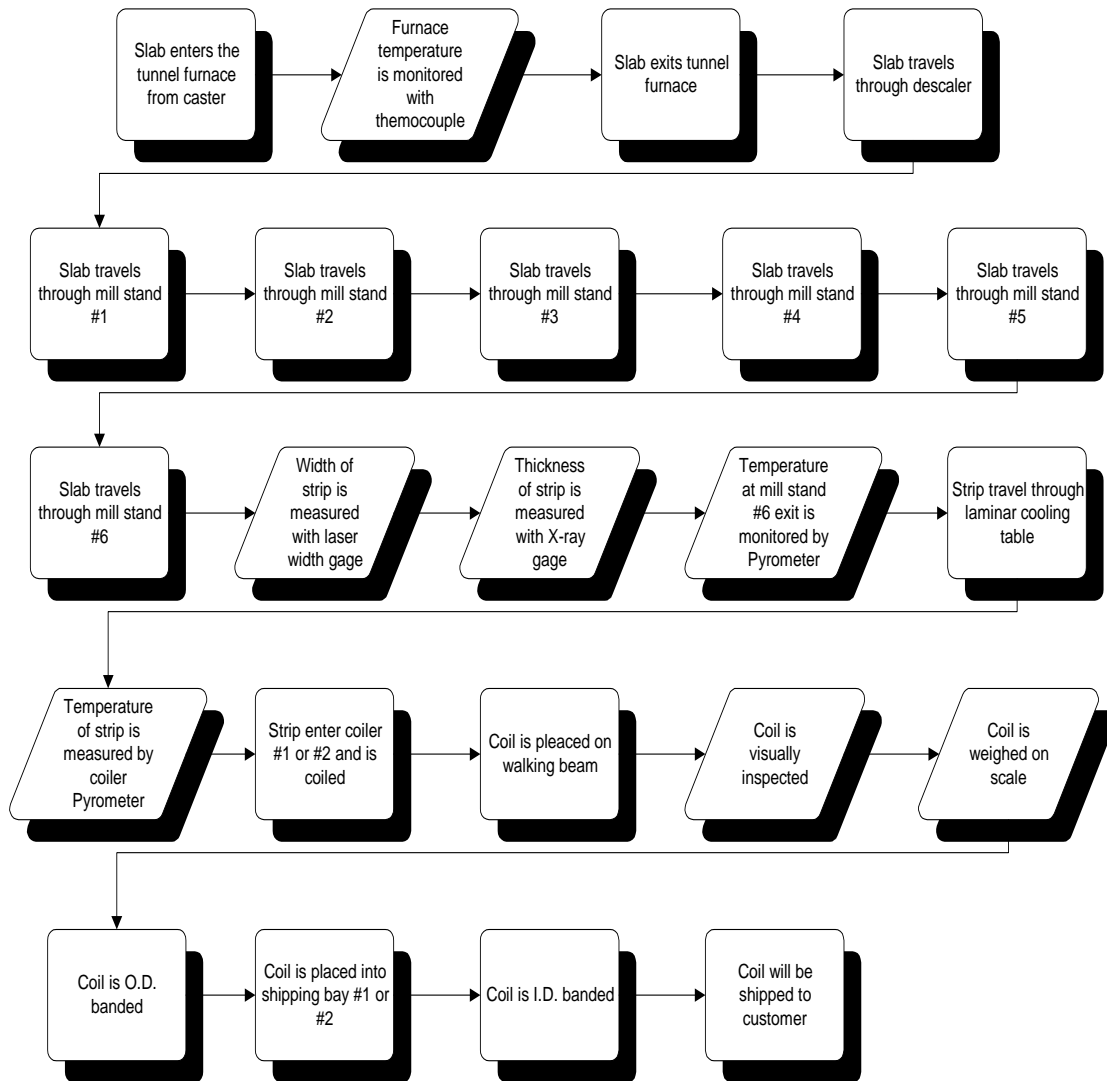 Slab enters the
tunnel furnace
from caster
Furnace
temperature
is monitored
with
themocouple
Slab exits tunnel
furnace
Slab travels
through descaler
Slab travels
through mill stand
#1
Slab travels
through mill stand
#2
Slab travels
through mill stand
#3
Slab travels
through mill stand
#4
Slab travels
through mill stand
#5
Slab travels
through mill stand
#6
Width of
strip is
measured
with laser
width gage
Thickness
of strip is
measured
with X-ray
gage
Temperature
at mill stand
#6 exit is
monitored by
Pyrometer
Strip travel through
laminar cooling
table
Temperature
of strip is
measured by
coiler
Pyrometer
Strip enter coiler
#1 or #2 and is
coiled
Coil is pleaced on
walking beam
Coil is
visually
inspected
Coil is
weighed on
scale
Coil is O.D.
banded
Coil is placed into
shipping bay #1 or
#2
Coil is I.D. banded
Coil will be
shipped to
customer